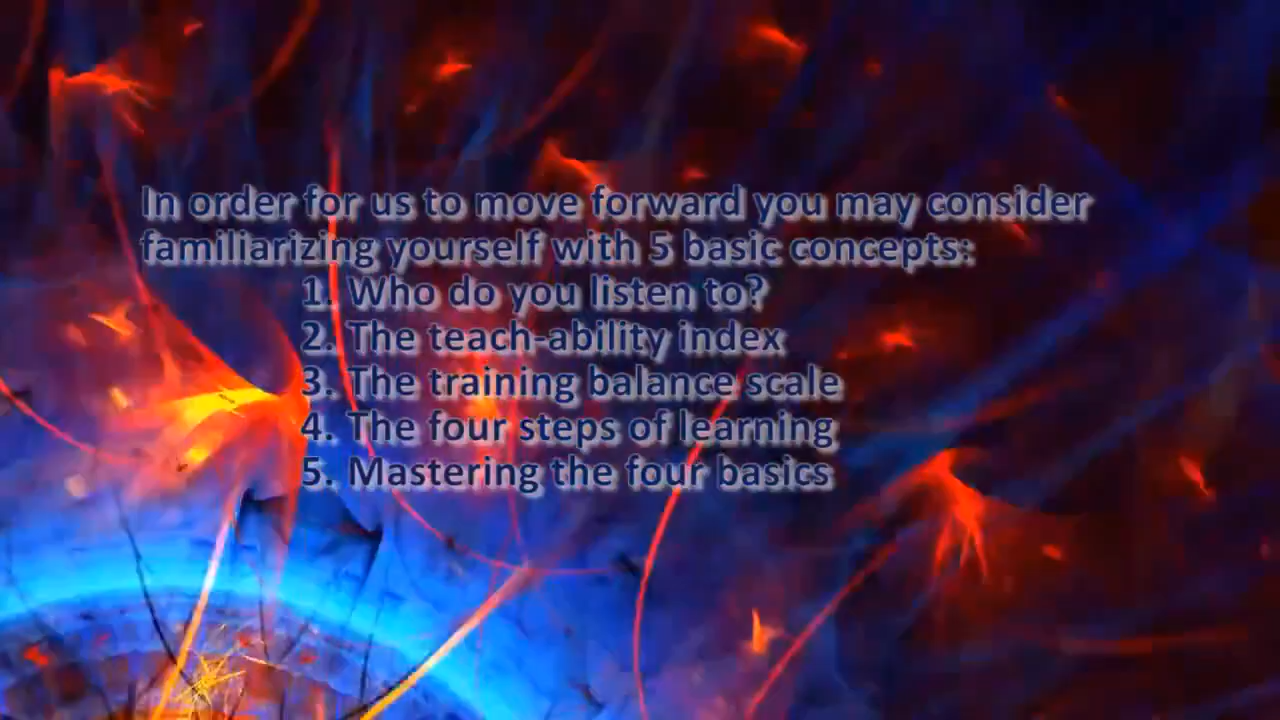 In order for us to move forward you may consider
familiarizing yourself with 5 basic concepts:
1. Who do you listen to?
2. The teach-ability index
3. The training balance scale
4. The four steps of learning
5. Mastering the four basics